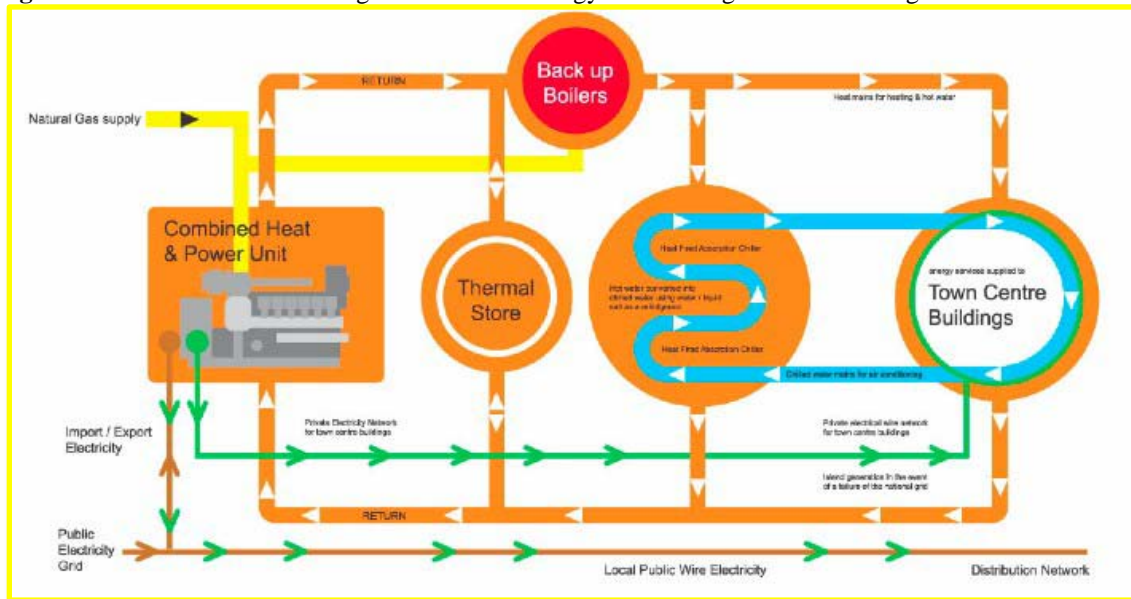 Back up
Boilers
RETURN
Heat mains for heating & hot water
Natural Gas supply
Combined Heat
& Power Unit
Thermal
Store
Heat Fired Absorption Chiller
Hot water converted into
chilled water using water / liquid
such as a refrigerant
Heat Fired Absorption Chiller
energy services supplied to
Town Centre
Buildings
Chilled water mains for air conditioning
Import / Export
Electricity
Private Electricity Network
for town centre buildings
Private electrical wire network
for town centre buildings
Island generation in the event
of a failure of the national grid
RETURN
Public
Electricity
Grid
Local Public Wire Electricity
Distribution Network